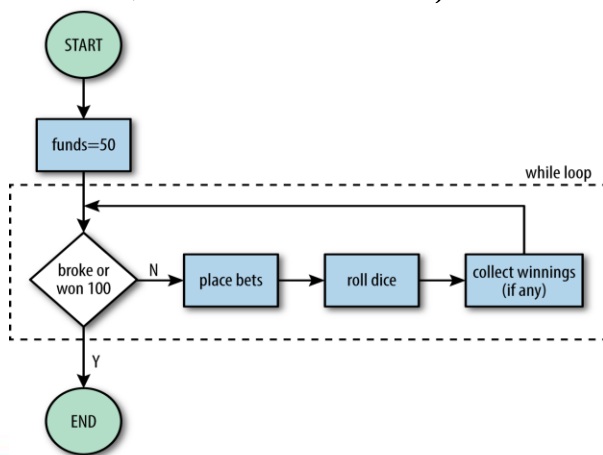 START
funds=50
while loop
broke or
won 100
N
place bets
roll dice
collect winnings
(if any)
Y
END